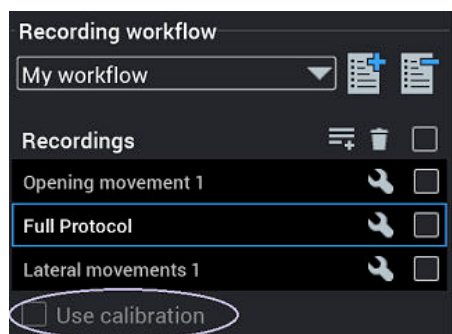 Recording workflow
My workflow
Recordings
Opening movement 1
Full Protocol
Lateral movements 1
Use calibration